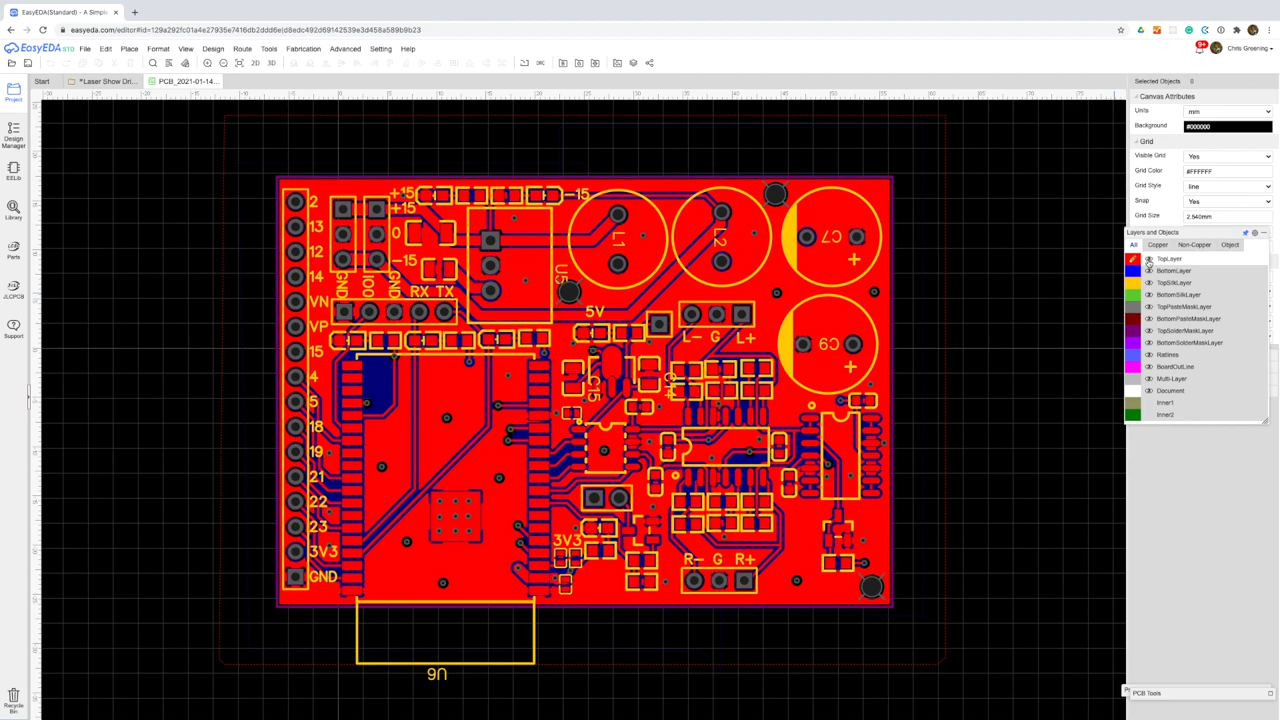 EasyEDA(Standard) - A Simple
easyeda.com/editor#id=129a292fc01a4e27935e7416db2ddd6e|d8edc492d69142539e3d458a589b9b23
EasyEDA STD File Edit Place Format View Design Route Tools Fabrication Advanced Setting Help
9+ Chris Greening
2D 3D DRC
Start *Laser Show Dri... PCB_2021-01-14...
Project
Design Manager
EELib
Library
JLC Parts
JLCPCB
Support
Recycle Bin
Selected Objects 0
Canvas Attributes
Units mm
Background #000000
Grid
Visible Grid Yes
Grid Color #FFFFFF
Grid Style line
Snap Yes
Grid Size 2.540mm
Layers and Objects
All Copper Non-Copper Object
TopLayer
BottomLayer
TopSilkLayer
BottomSilkLayer
TopPasteMaskLayer
BottomPasteMaskLayer
TopSolderMaskLayer
BottomSolderMaskLayer
Ratlines
BoardOutLine
Multi-Layer
Document
Inner1
Inner2
PCB Tools
2
13
12
14
VN
VP
15
4
5
18
19
21
22
23
3V3
GND
+15 -15
+15
0
-15
GND IO0 GND RX TX
U5
L1 L2 C7 +
5V
L- G L+
C9 +
C15
3V3
R- G R+
U6